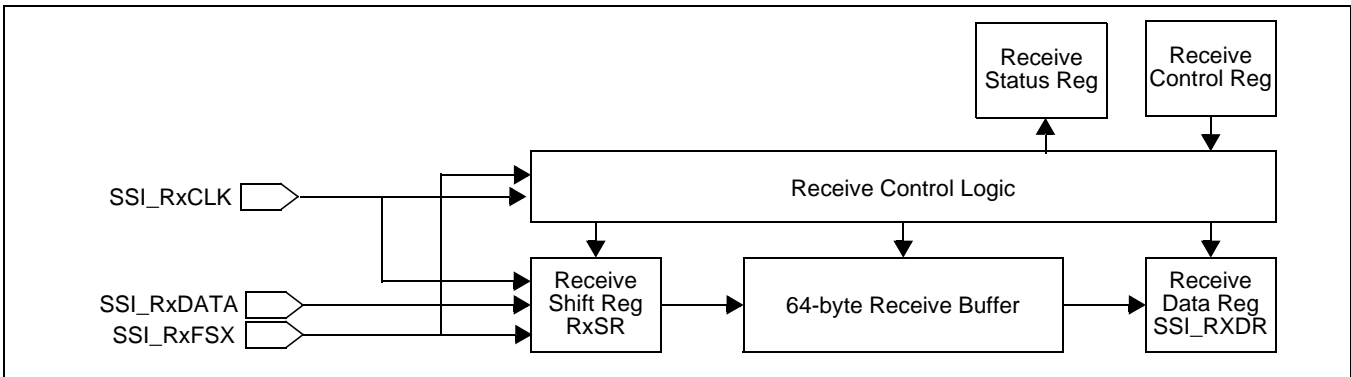 Receive
Status Reg
Receive
Control Reg
SSI_RxCLK
Receive Control Logic
SSI_RxDATA
SSI_RxFSX
Receive
Shift Reg
RxSR
64-byte Receive Buffer
Receive
Data Reg
SSI_RXDR